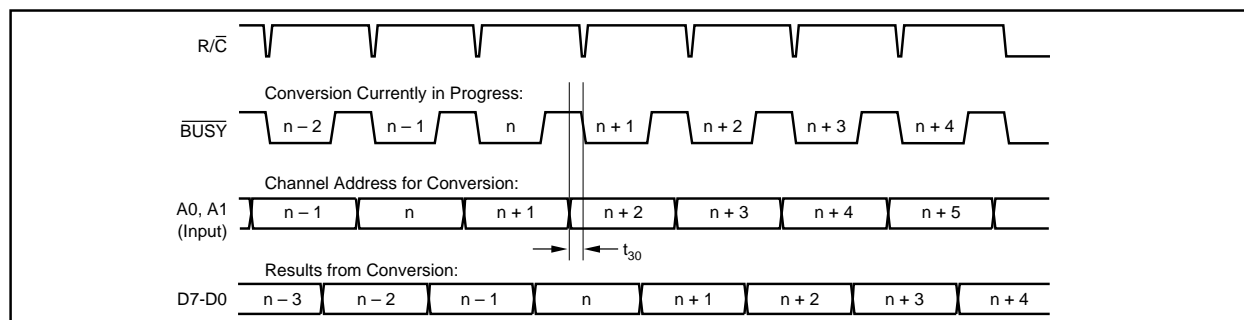 R/C̅
Conversion Currently in Progress:
B̅U̅S̅Y̅ n – 2 n – 1 n n + 1 n + 2 n + 3 n + 4
Channel Address for Conversion:
A0, A1 (Input) n – 1 n n + 1 n + 2 n + 3 n + 4 n + 5
t30
Results from Conversion:
D7-D0 n – 3 n – 2 n – 1 n n + 1 n + 2 n + 3 n + 4